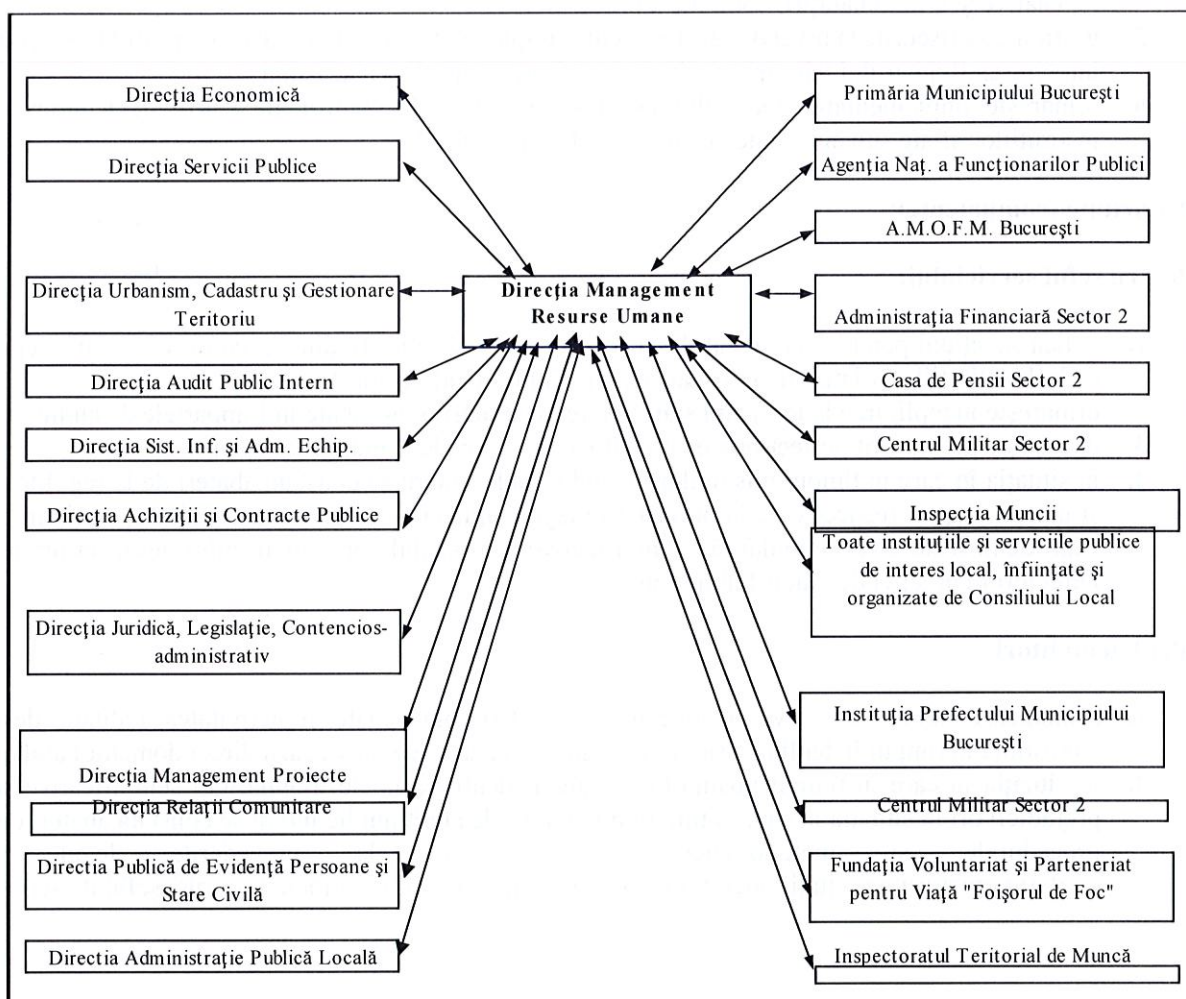 Direcţia Economică
Direcţia Servicii Publice
Direcţia Urbanism, Cadastru şi Gestionare
Teritoriu
Direcţia Audit Public Intern
Direcţia Sist. Inf. şi Adm. Echip.
Direcţia Achiziţii şi Contracte Publice
Direcţia Juridică, Legislaţie, Contencios-
administrativ
Direcţia Management Proiecte
Direcţia Relaţii Comunitare
Directia Publică de Evidenţă Persoane şi
Stare Civilă
Directia Administraţie Publică Locală
Direcţia Management
Resurse Umane
Primăria Municipiului Bucureşti
Agenţia Naţ. a Funcţionarilor Publici
A.M.O.F.M. Bucureşti
Administraţia Financiară Sector 2
Casa de Pensii Sector 2
Centrul Militar Sector 2
Inspecţia Muncii
Toate instituţiile şi serviciile publice
de interes local, înfiinţate şi
organizate de Consiliului Local
Instituţia Prefectului Municipiului
Bucureşti
Centrul Militar Sector 2
Fundaţia Voluntariat şi Parteneriat
pentru Viaţă "Foişorul de Foc"
Inspectoratul Teritorial de Muncă